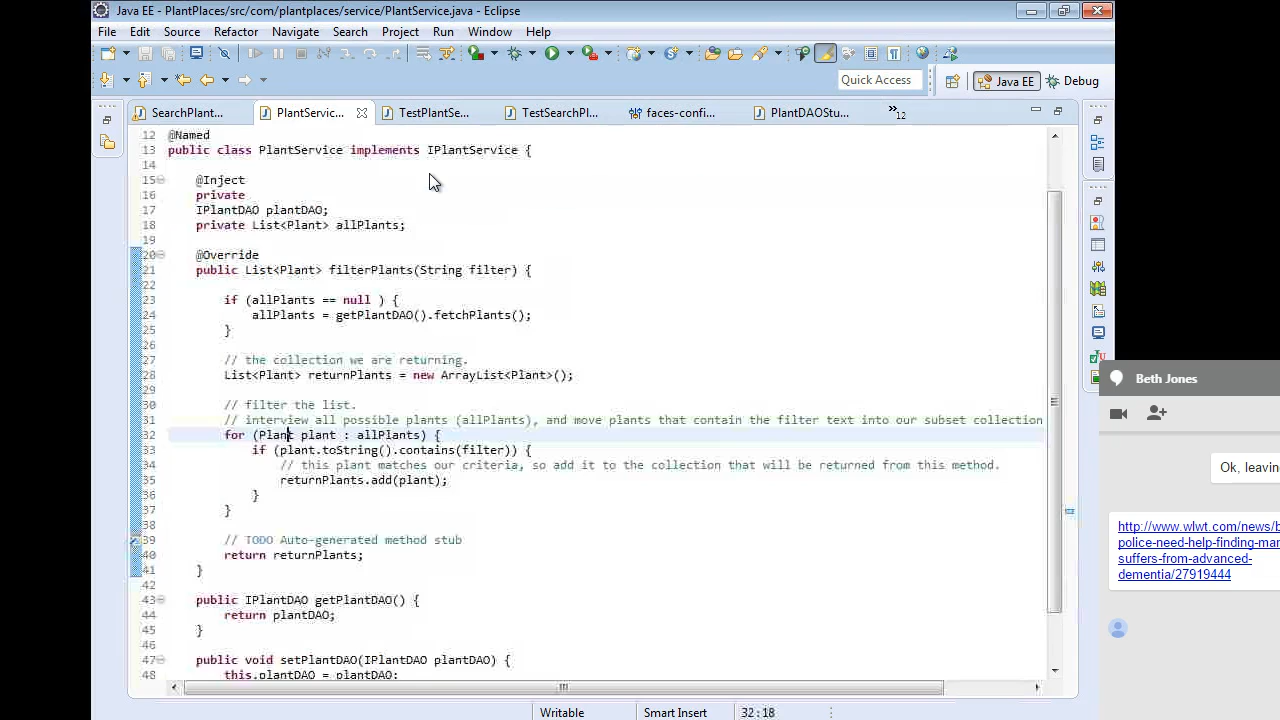 Java EE - PlantPlaces/src/com/plantplaces/service/PlantService.java - Eclipse
File Edit Source Refactor Navigate Search Project Run Window Help
Quick Access Java EE Debug
SearchPlant... PlantServic... TestPlantSe... TestSearchPl... faces-confi... PlantDAOStu... »12
12 @Named
13 public class PlantService implements IPlantService {
14
15 @Inject
16 private
17 IPlantDAO plantDAO;
18 private List<Plant> allPlants;
19
20 @Override
21 public List<Plant> filterPlants(String filter) {
22
23 if (allPlants == null ) {
24 allPlants = getPlantDAO().fetchPlants();
25 }
26
27 // the collection we are returning.
28 List<Plant> returnPlants = new ArrayList<Plant>();
29
30 // filter the list.
31 // interview all possible plants (allPlants), and move plants that contain the filter text into our subset collection
32 for (Plant plant : allPlants) {
33 if (plant.toString().contains(filter)) {
34 // this plant matches our criteria, so add it to the collection that will be returned from this method.
35 returnPlants.add(plant);
36 }
37 }
38
39 // TODO Auto-generated method stub
40 return returnPlants;
41 }
42
43 public IPlantDAO getPlantDAO() {
44 return plantDAO;
45 }
46
47 public void setPlantDAO(IPlantDAO plantDAO) {
48 this.plantDAO = plantDAO;
Writable Smart Insert 32:18
Beth Jones
Ok, leavin
http://www.wlwt.com/news/b
police-need-help-finding-mar
suffers-from-advanced-
dementia/27919444